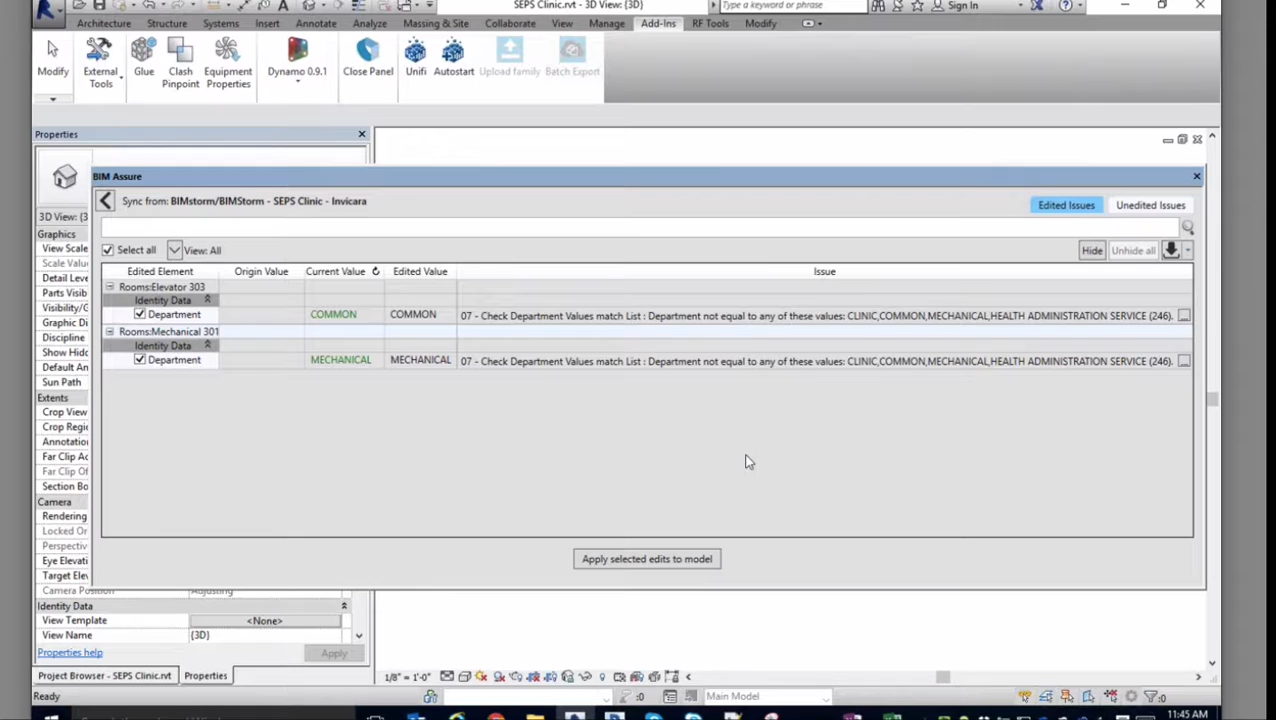 SEPS Clinic.rvt - 3D View: {3D}
Type a keyword or phrase
Sign In
Architecture Structure Systems Insert Annotate Analyze Massing & Site Collaborate View Manage Add-Ins RF Tools Modify
Modify
External Tools
Glue
Clash Pinpoint
Equipment Properties
Dynamo 0.9.1
Close Panel
Unifi
Autostart
Upload family
Batch Export
Properties
BIM Assure
Sync from: BIMstorm/BIMStorm - SEPS Clinic - Invicara
Edited Issues Unedited Issues
Select all View: All
Hide Unhide all
Edited Element Origin Value Current Value Edited Value Issue
Rooms:Elevator 303
Identity Data
Department COMMON COMMON 07 - Check Department Values match List : Department not equal to any of these values: CLINIC,COMMON,MECHANICAL,HEALTH ADMINISTRATION SERVICE (246). ...
Rooms:Mechanical 301
Identity Data
Department MECHANICAL MECHANICAL 07 - Check Department Values match List : Department not equal to any of these values: CLINIC,COMMON,MECHANICAL,HEALTH ADMINISTRATION SERVICE (246). ...
Apply selected edits to model
3D View: {3
Graphics
View Scale
Scale Valu
Detail Leve
Parts Visib
Visibility/G
Graphic Di
Discipline
Show Hidd
Default An
Sun Path
Extents
Crop View
Crop Regi
Annotatio
Far Clip Ac
Far Clip Of
Section Bo
Camera
Rendering
Locked Or
Perspectiv
Eye Elevati
Target Elev
Camera Position Adjusting
Identity Data
View Template <None>
View Name {3D}
Properties help Apply
Project Browser - SEPS Clinic.rvt Properties
1/8" = 1'-0"
Ready
:0
Main Model
:0
11:45 AM